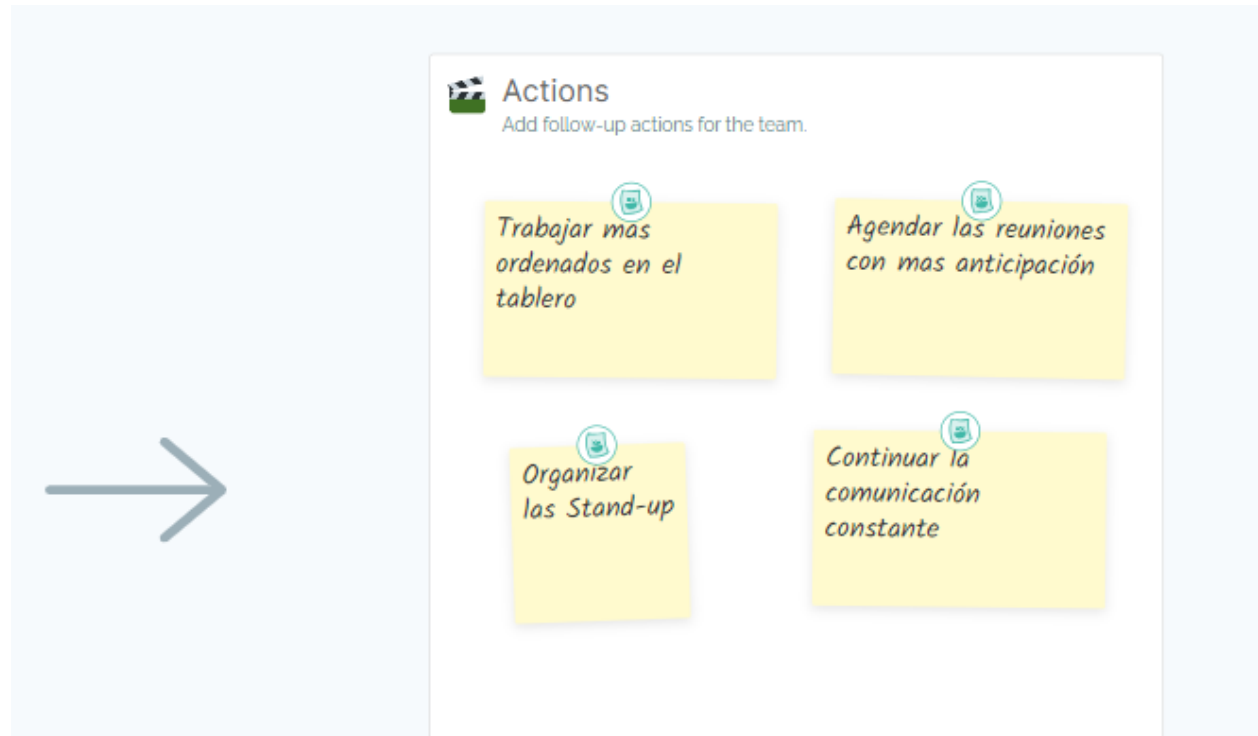 Actions
Add follow-up actions for the team.
Trabajar mas
ordenados en el
tablero
Agendar las reuniones
con mas anticipación
Organizar
las Stand-up
Continuar la
comunicación
constante